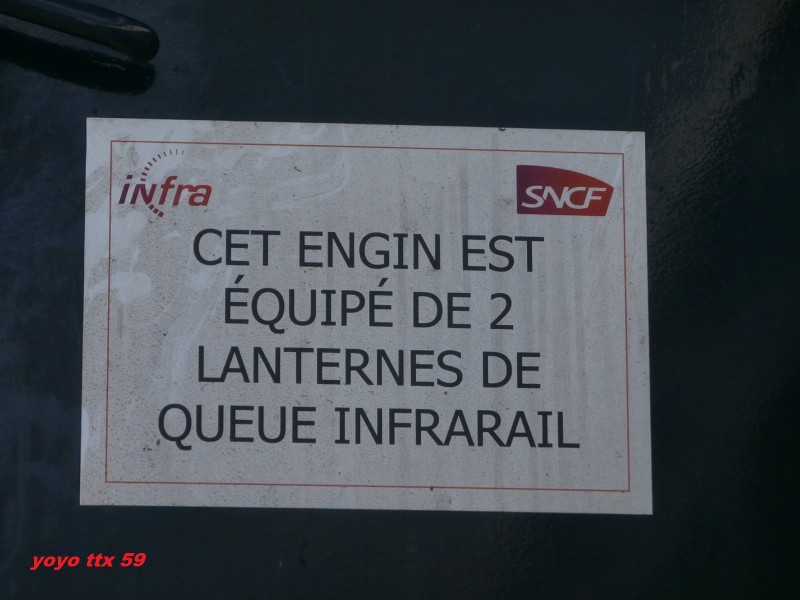 infra
SNCF
CET ENGIN EST
ÉQUIPÉ DE 2
LANTERNES DE
QUEUE INFRARAIL
yoyo ttx 59